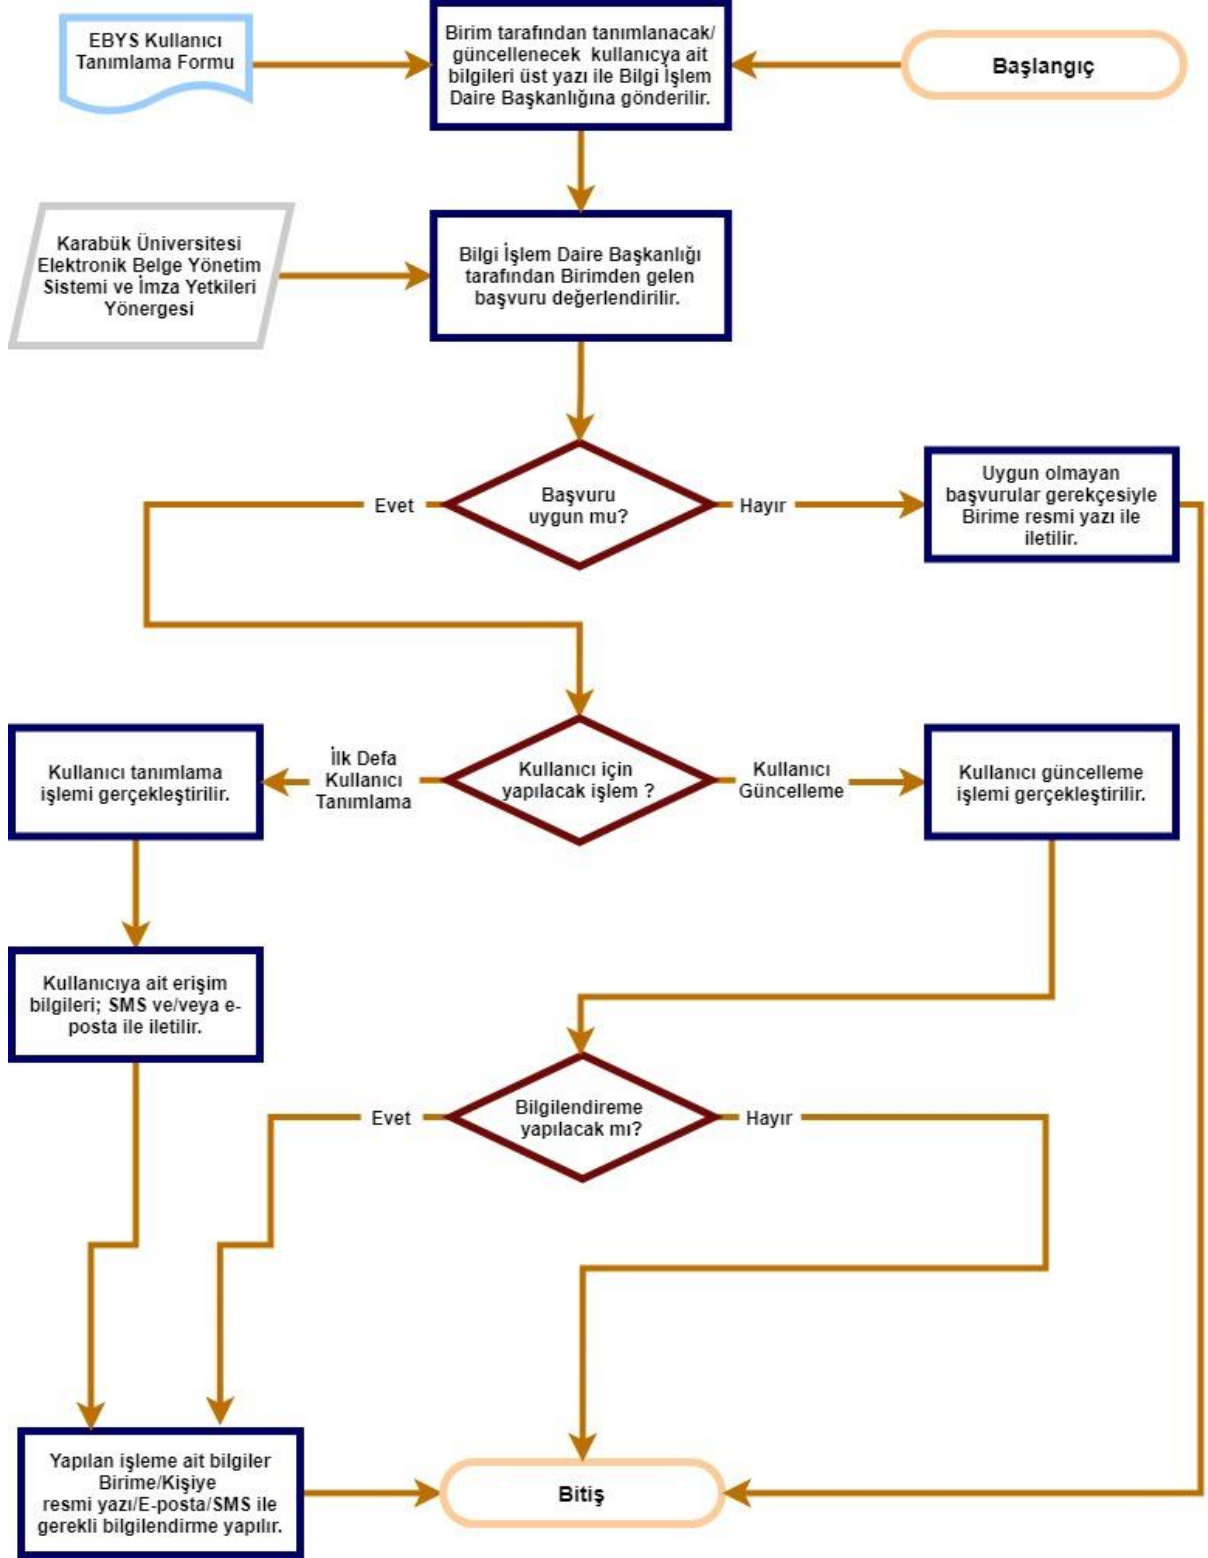 EBYS Kullanıcı
Tanımlama Formu
Birim tarafından tanımlanacak/
güncellenecek kullanıcya ait
bilgileri üst yazı ile Bilgi İşlem
Daire Başkanlığına gönderilir.
Başlangıç
Karabük Üniversitesi
Elektronik Belge Yönetim
Sistemi ve İmza Yetkileri
Yönergesi
Bilgi İşlem Daire Başkanlığı
tarafından Birimden gelen
başvuru değerlendirilir.
Evet
Başvuru
uygun mu?
Hayır
Uygun olmayan
başvurular gerekçesiyle
Birime resmi yazı ile
iletilir.
Kullanıcı tanımlama
işlemi gerçekleştirilir.
İlk Defa
Kullanıcı
Tanımlama
Kullanıcı için
yapılacak işlem ?
Kullanıcı
Güncelleme
Kullanıcı güncelleme
işlemi gerçekleştirilir.
Kullanıcıya ait erişim
bilgileri; SMS ve/veya e-
posta ile iletilir.
Evet
Bilgilendireme
yapılacak mı?
Hayır
Yapılan işleme ait bilgiler
Birime/Kişiye
resmi yazı/E-posta/SMS ile
gerekli bilgilendirme yapılır.
Bitiş